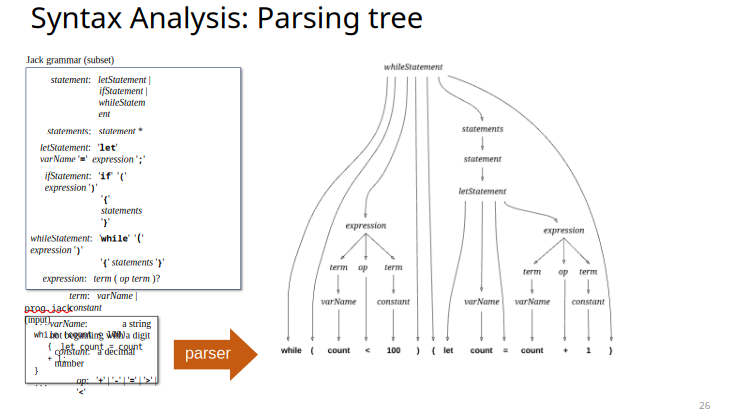 Syntax Analysis: Parsing tree
Jack grammar (subset)
statement: letStatement |
ifStatement |
whileStatem
ent
statements: statement *
letStatement: 'let'
varName '=' expression ';'
ifStatement: 'if' '('
expression ')'
'{'
statements
'}'
whileStatement: 'while' '('
expression ')'
'{' statements '}'
expression: term ( op term )?
term: varName |
constant
varName: a string
not beginning with a digit
constant: a decimal
number
op: '+' | '-' | '=' | '>' |
'<'
prog.jack
(input)
...
while (count < 100)
{ let count = count
+ 1;
}
...
parser
whileStatement
statements
statement
letStatement
expression
expression
term op term
term op term
varName constant
varName varName constant
while ( count < 100 ) { let count = count + 1 }
26